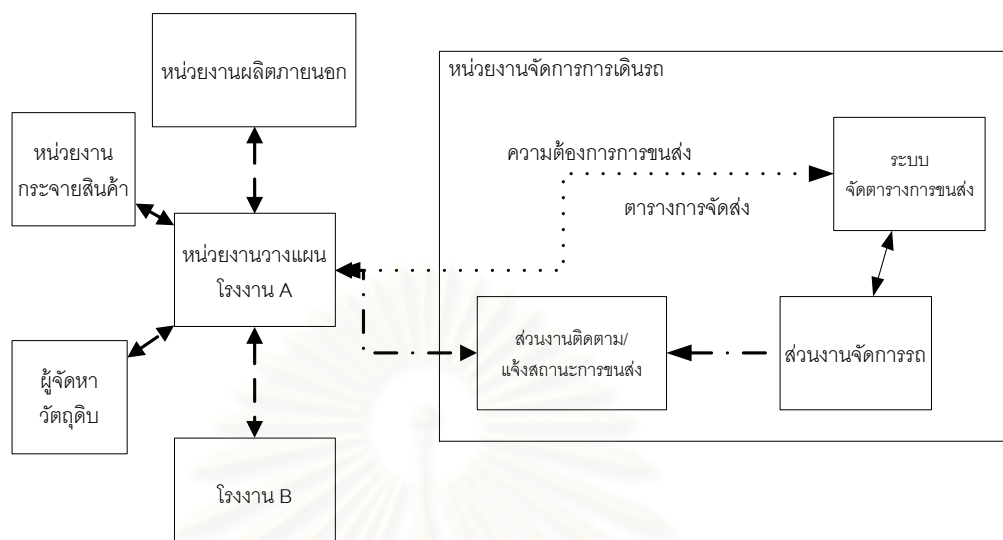 หน่วยงานผลิตภายนอก
หน่วยงานจัดการการเดินรถ
หน่วยงาน
กระจายสินค้า
ความต้องการการขนส่ง
ระบบ
จัดตารางการขนส่ง
ตารางการจัดส่ง
หน่วยงานวางแผน
โรงงาน A
ส่วนงานติดตาม/
แจ้งสถานะการขนส่ง
ส่วนงานจัดการรถ
ผู้จัดหา
วัตถุดิบ
โรงงาน B